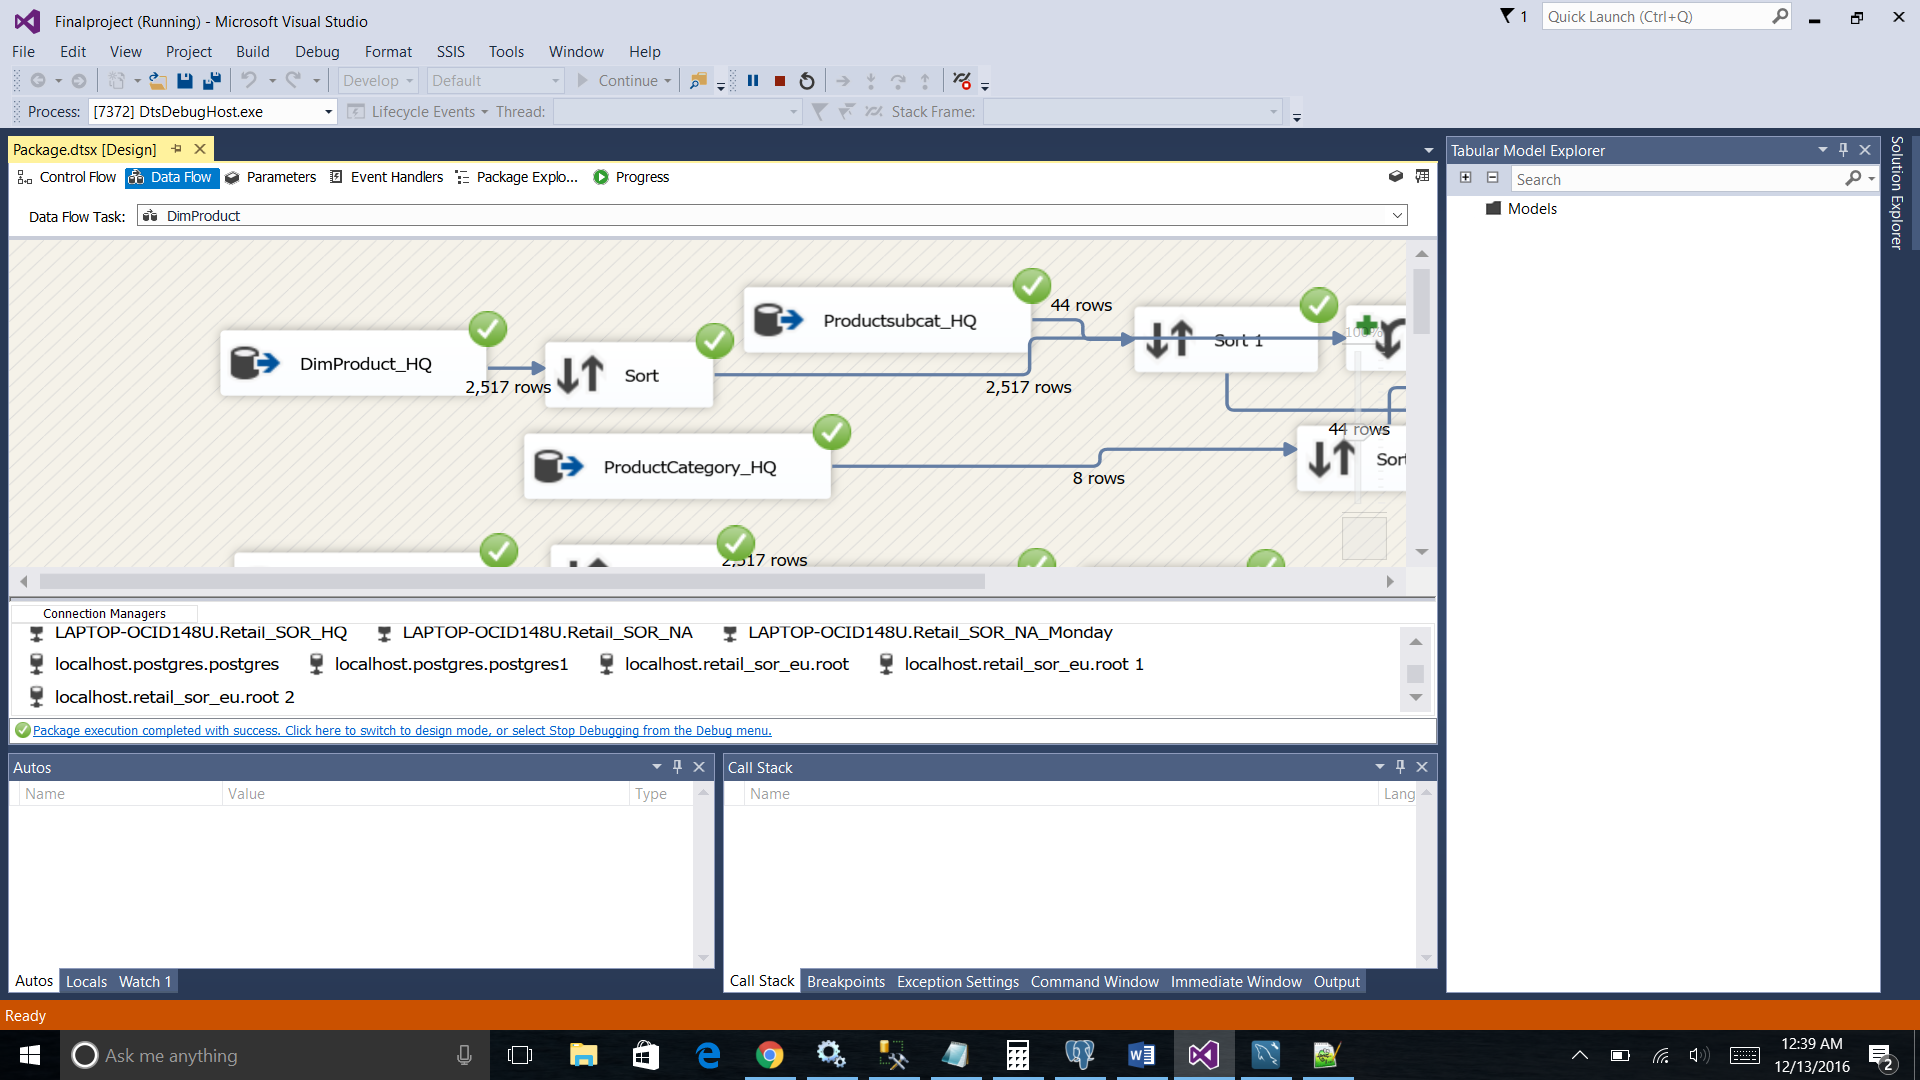 Finalproject (Running) - Microsoft Visual Studio
1
Quick Launch (Ctrl+Q)
File Edit View Project Build Debug Format SSIS Tools Window Help
Develop Default Continue
Process: [7372] DtsDebugHost.exe Lifecycle Events Thread: Stack Frame:
Package.dtsx [Design]
Control Flow Data Flow Parameters Event Handlers Package Explo... Progress
Data Flow Task: DimProduct
Productsubcat_HQ
44 rows
Sort 1
100%
DimProduct_HQ
2,517 rows
Sort
2,517 rows
44 rows
ProductCategory_HQ
8 rows
Sort
2,517 rows
Connection Managers
LAPTOP-OCID148U.Retail_SOR_HQ LAPTOP-OCID148U.Retail_SOR_NA LAPTOP-OCID148U.Retail_SOR_NA_Monday
localhost.postgres.postgres localhost.postgres.postgres1 localhost.retail_sor_eu.root localhost.retail_sor_eu.root 1
localhost.retail_sor_eu.root 2
Package execution completed with success. Click here to switch to design mode, or select Stop Debugging from the Debug menu.
Autos
Name Value Type
Autos Locals Watch 1
Call Stack
Name Lang
Call Stack Breakpoints Exception Settings Command Window Immediate Window Output
Tabular Model Explorer
Search
Models
Solution Explorer
Ready
Ask me anything
12:39 AM
12/13/2016
2